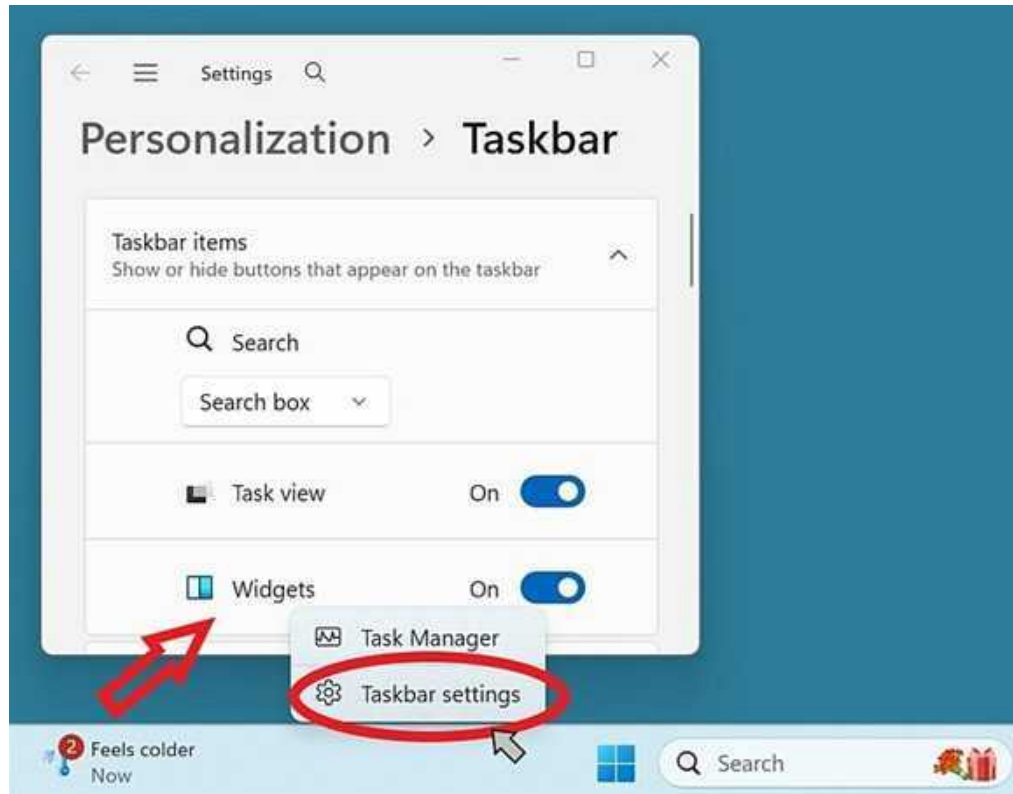 Settings
Personalization > Taskbar
Taskbar items
Show or hide buttons that appear on the taskbar
Search
Search box
Task view On
Widgets On
Task Manager
Taskbar settings
2
Feels colder
Now
Search